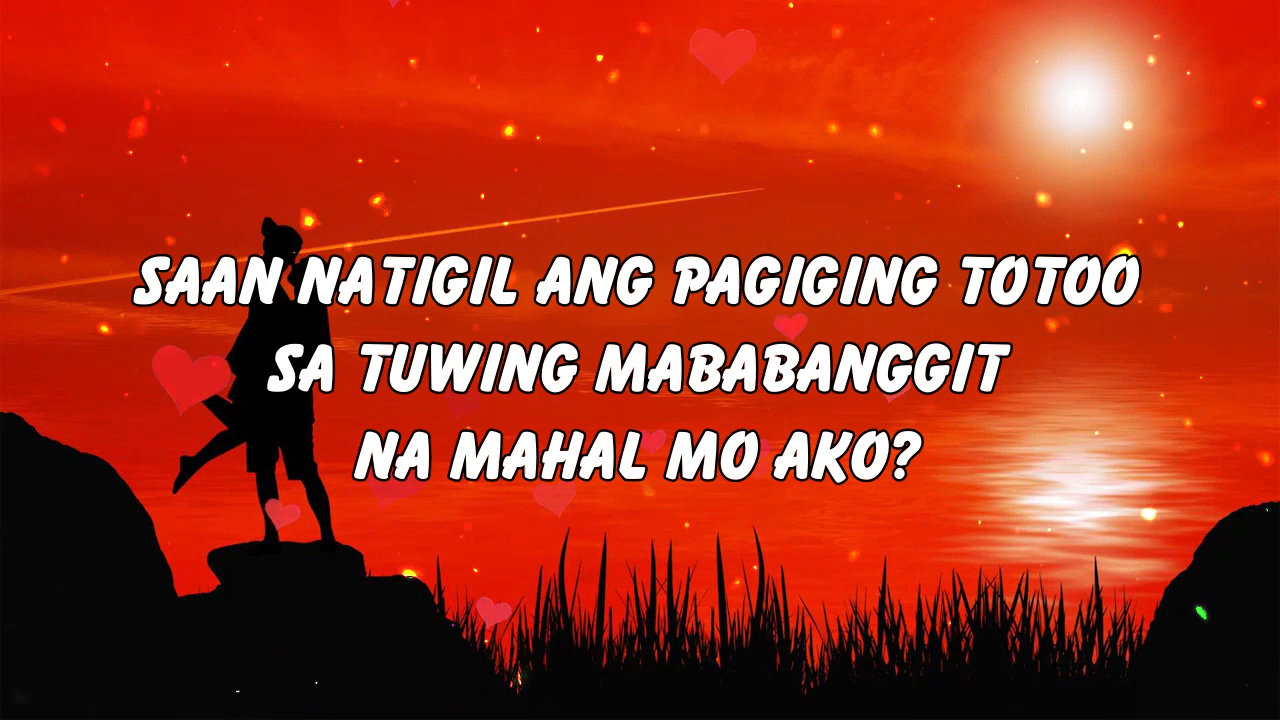 SAAN NATIGIL ANG PAGIGING TOTOO
SA TUWING MABABANGGIT
NA MAHAL MO AKO?